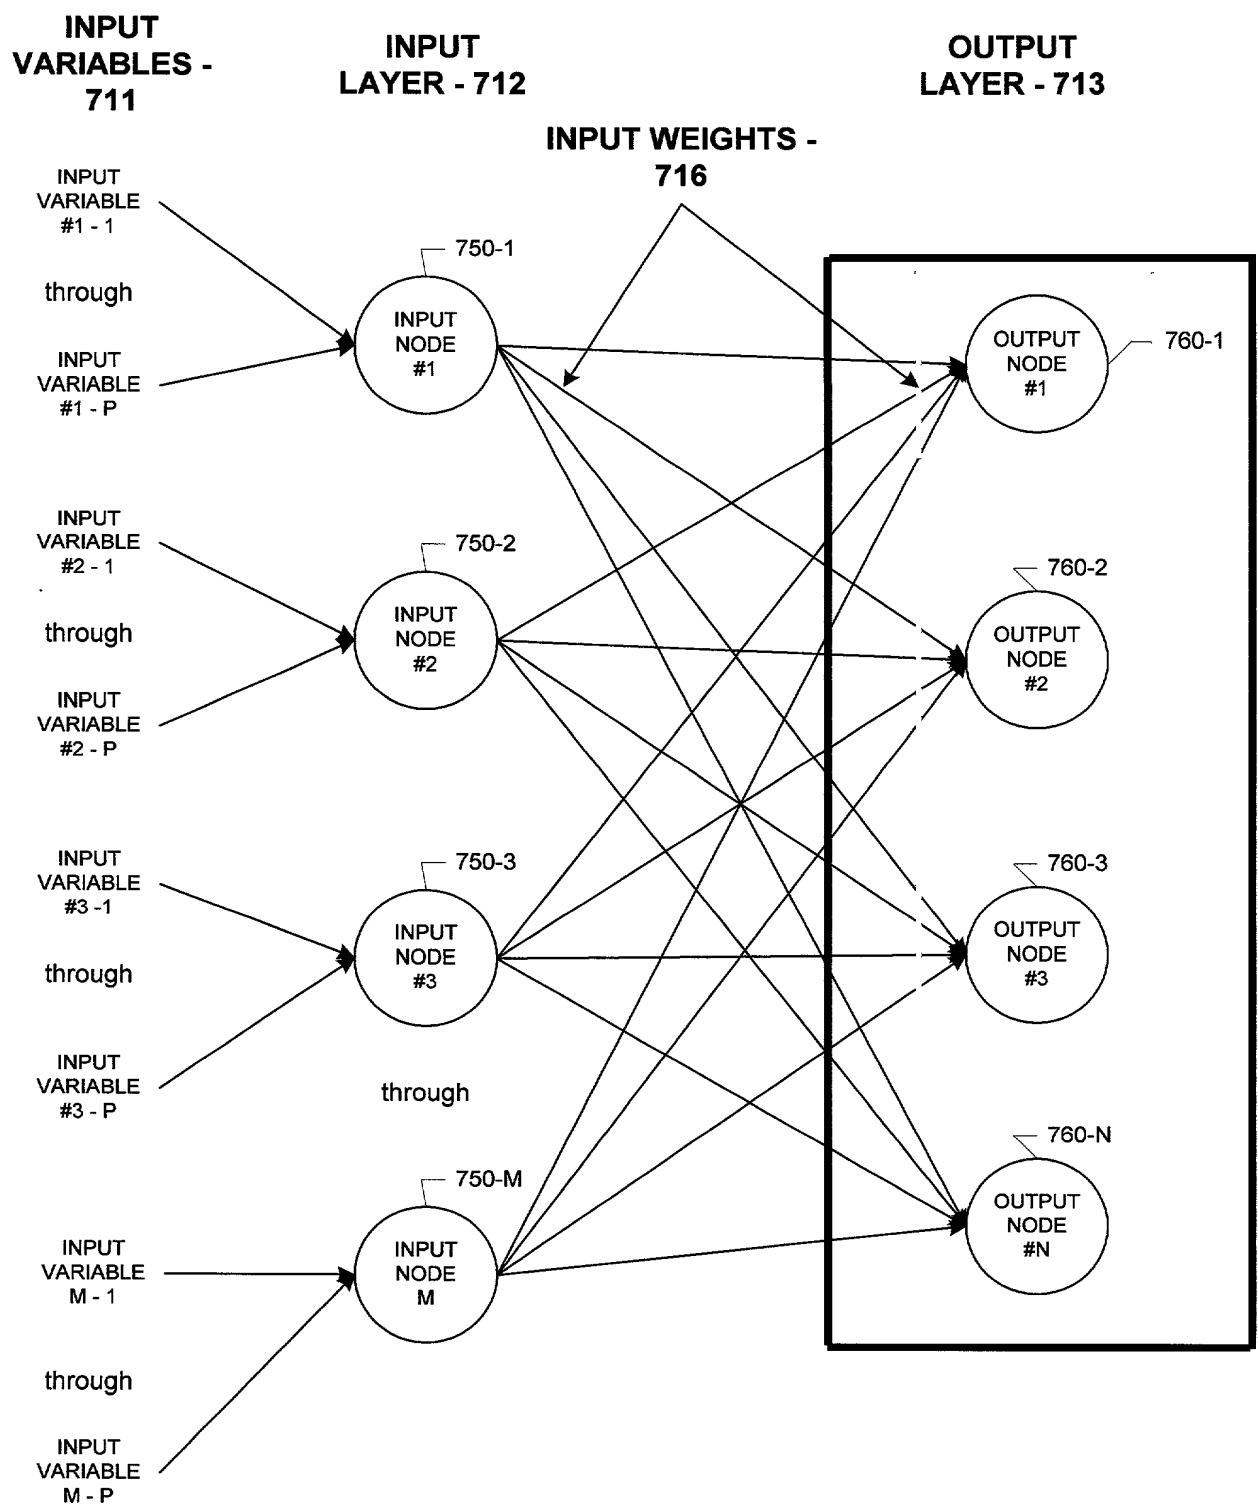 INPUT
VARIABLES -
711
INPUT
LAYER - 712
OUTPUT
LAYER - 713
INPUT WEIGHTS -
716
INPUT
VARIABLE
#1 - 1
through
INPUT
VARIABLE
#1 - P
750-1
INPUT
NODE
#1
OUTPUT
NODE
#1
760-1
INPUT
VARIABLE
#2 - 1
through
INPUT
VARIABLE
#2 - P
750-2
INPUT
NODE
#2
760-2
OUTPUT
NODE
#2
INPUT
VARIABLE
#3 -1
through
INPUT
VARIABLE
#3 - P
750-3
INPUT
NODE
#3
through
760-3
OUTPUT
NODE
#3
INPUT
VARIABLE
M - 1
through
INPUT
VARIABLE
M - P
750-M
INPUT
NODE
M
760-N
OUTPUT
NODE
#N